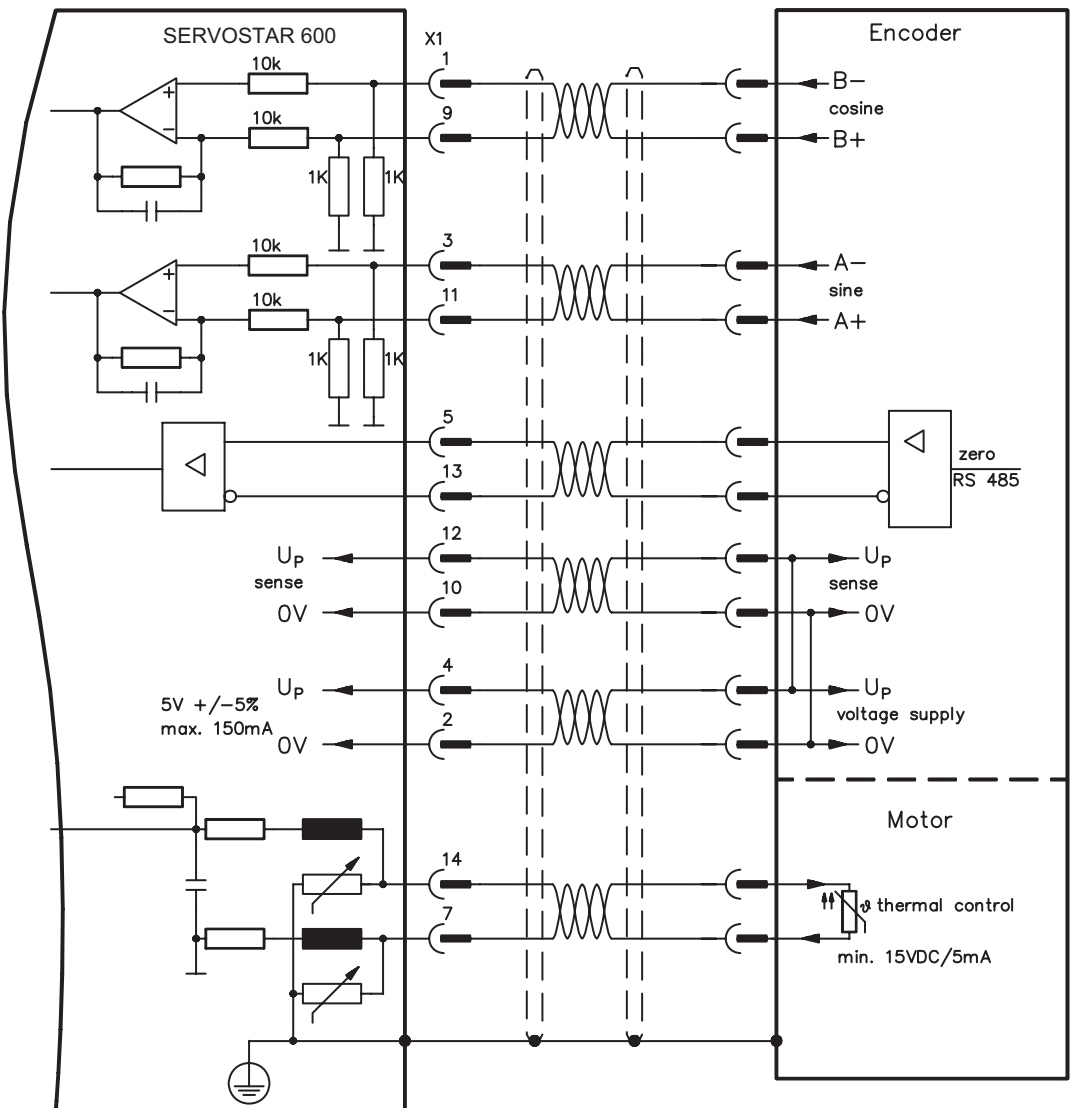 SERVOSTAR 600
X1
Encoder
10k
1
B-
cosine
10k
9
B+
1K
1K
10k
3
A-
sine
10k
11
A+
1K
1K
5
zero
13
RS 485
12
UP
UP
sense
sense
10
0V
0V
4
UP
UP
5V +/-5%
max. 150mA
voltage supply
2
0V
0V
Motor
14
ϑ thermal control
7
min. 15VDC/5mA